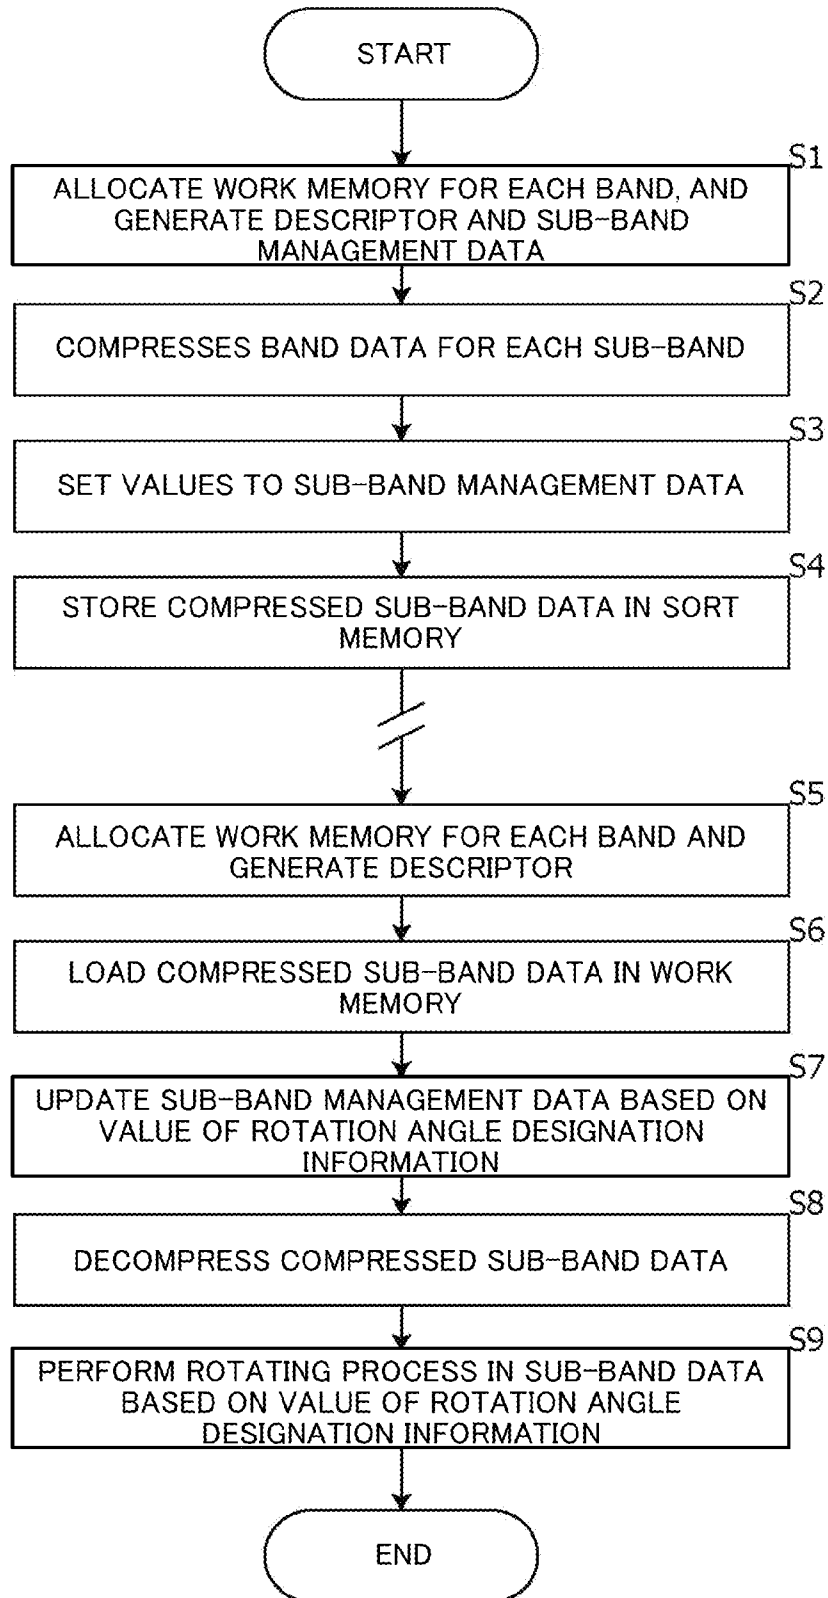 START
S1
ALLOCATE WORK MEMORY FOR EACH BAND, AND
GENERATE DESCRIPTOR AND SUB-BAND
MANAGEMENT DATA
S2
COMPRESSES BAND DATA FOR EACH SUB-BAND
S3
SET VALUES TO SUB-BAND MANAGEMENT DATA
S4
STORE COMPRESSED SUB-BAND DATA IN SORT
MEMORY
S5
ALLOCATE WORK MEMORY FOR EACH BAND AND
GENERATE DESCRIPTOR
S6
LOAD COMPRESSED SUB-BAND DATA IN WORK
MEMORY
S7
UPDATE SUB-BAND MANAGEMENT DATA BASED ON
VALUE OF ROTATION ANGLE DESIGNATION
INFORMATION
S8
DECOMPRESS COMPRESSED SUB-BAND DATA
S9
PERFORM ROTATING PROCESS IN SUB-BAND DATA
BASED ON VALUE OF ROTATION ANGLE
DESIGNATION INFORMATION
END